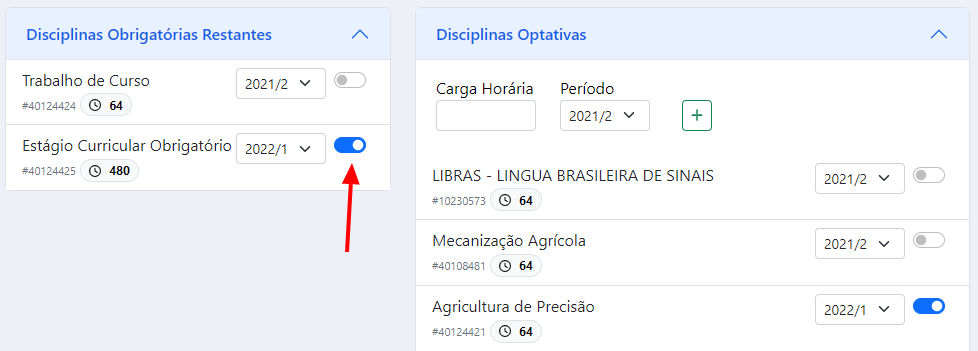 Disciplinas Obrigatórias Restantes
Trabalho de Curso
2021/2
#40124424
64
Estágio Curricular Obrigatório
2022/1
#40124425
480
Disciplinas Optativas
Carga Horária
Período
2021/2
+
LIBRAS - LINGUA BRASILEIRA DE SINAIS
2021/2
#10230573
64
Mecanização Agrícola
2021/2
#40108481
64
Agricultura de Precisão
2022/1
#40124421
64